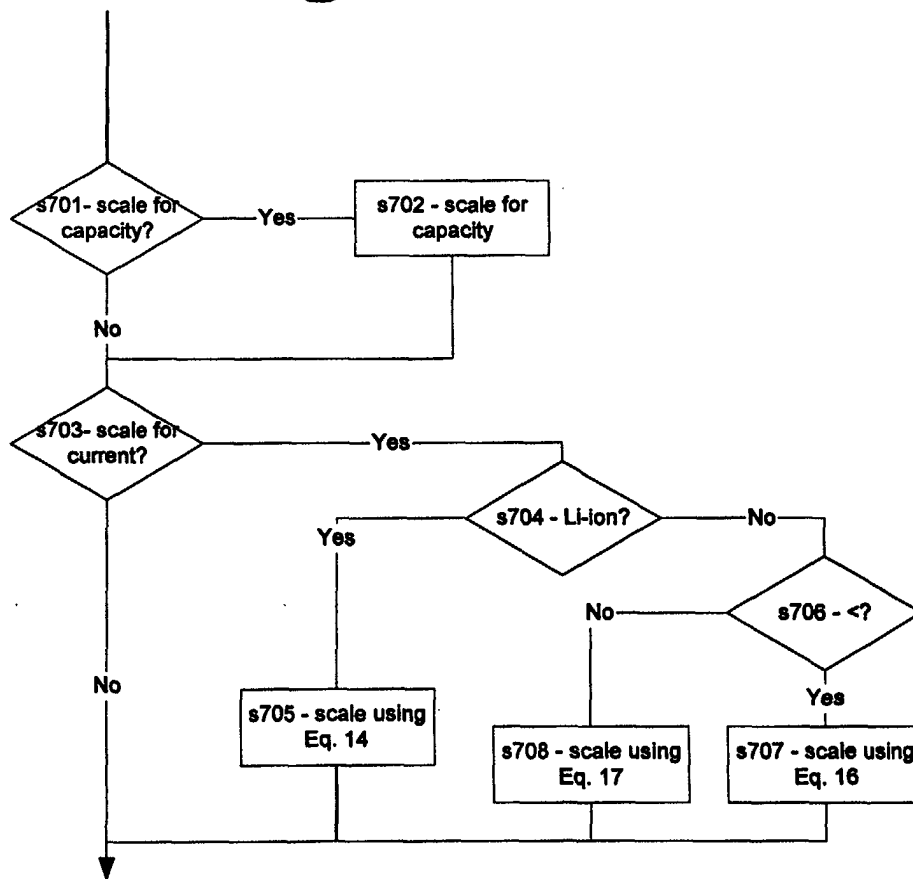 s701- scale for
capacity?
Yes
s702 - scale for
capacity
No
s703- scale for
current?
Yes
s704 - Li-ion?
Yes
No
s706 - <?
No
Yes
No
s705 - scale using
Eq. 14
s708 - scale using
Eq. 17
s707 - scale using
Eq. 16